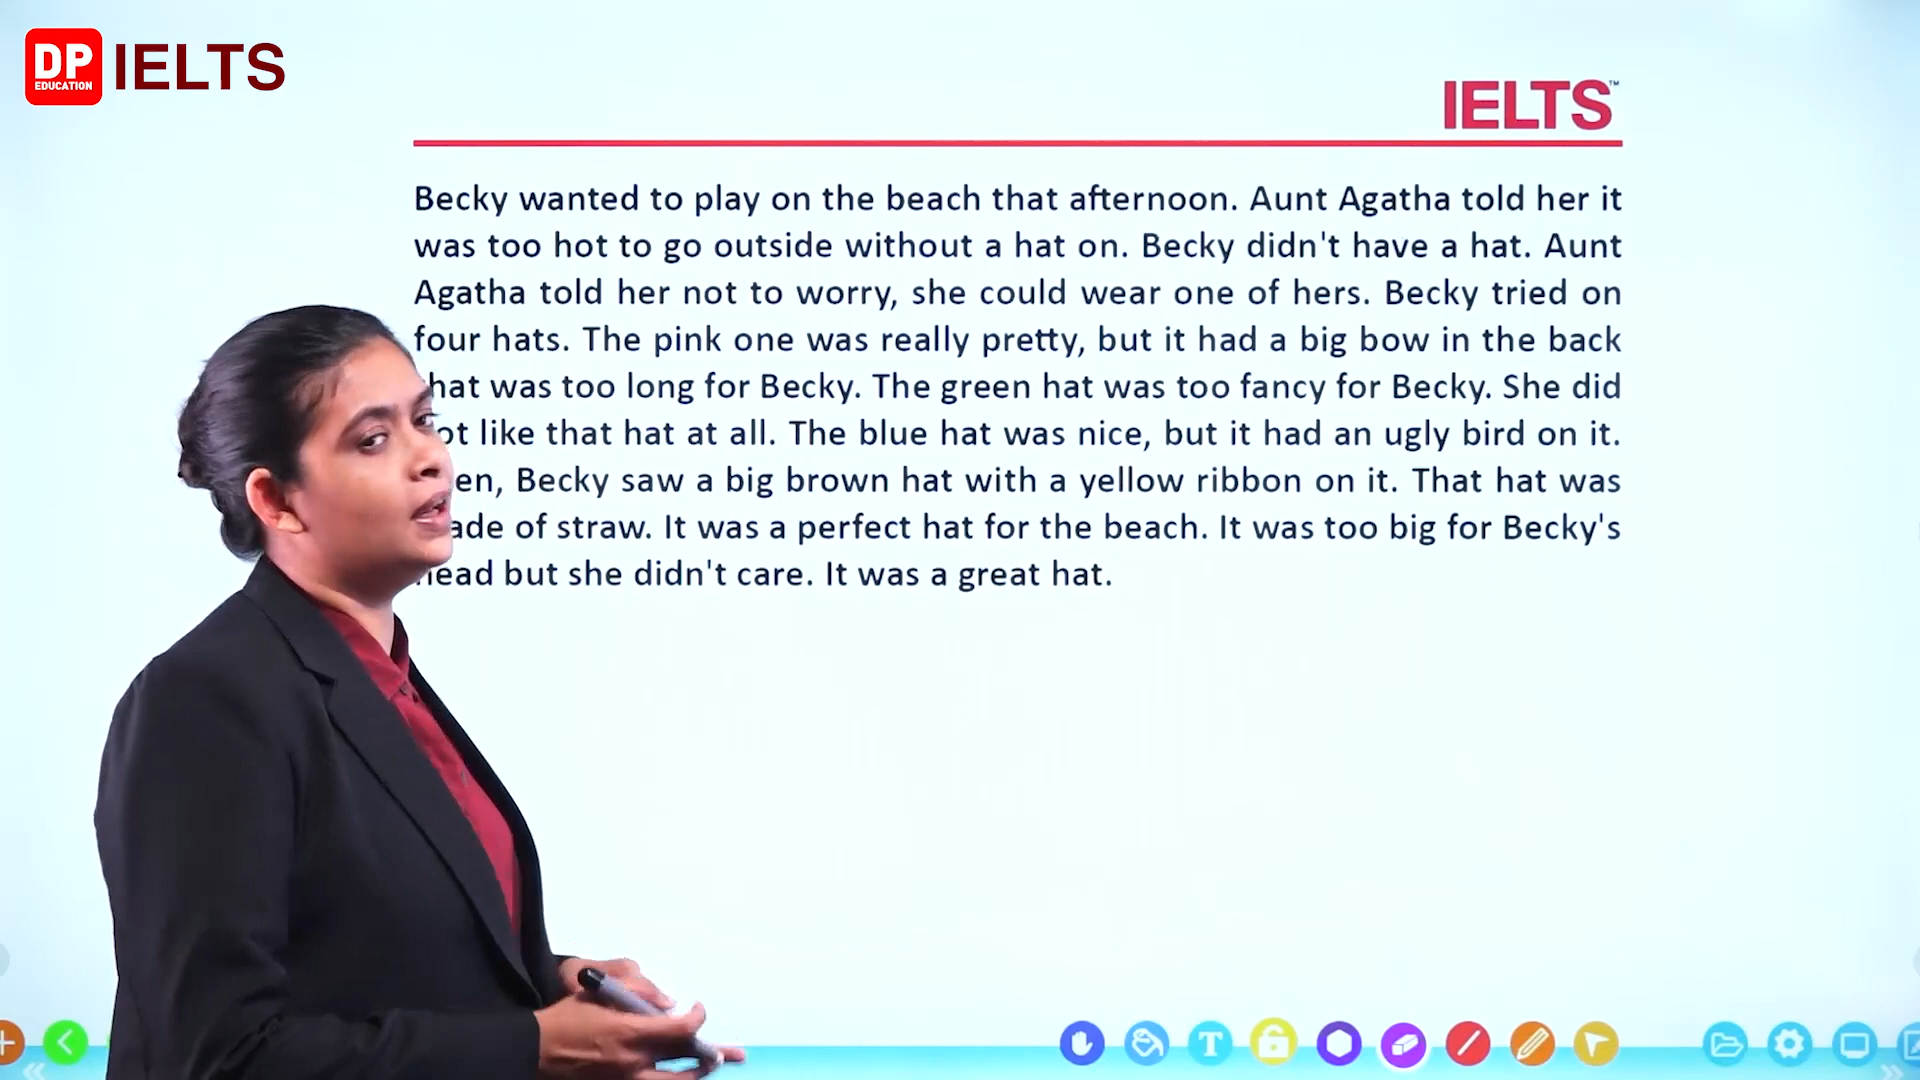 DP
EDUCATION
IELTS
IELTS™
Becky wanted to play on the beach that afternoon. Aunt Agatha told her it
was too hot to go outside without a hat on. Becky didn't have a hat. Aunt
Agatha told her not to worry, she could wear one of hers. Becky tried on
four hats. The pink one was really pretty, but it had a big bow in the back
was too long for Becky. The green hat was too fancy for Becky. She did
like that hat at all. The blue hat was nice, but it had an ugly bird on it.
Becky saw a big brown hat with a yellow ribbon on it. That hat was
of straw. It was a perfect hat for the beach. It was too big for Becky's
head but she didn't care. It was a great hat.
T